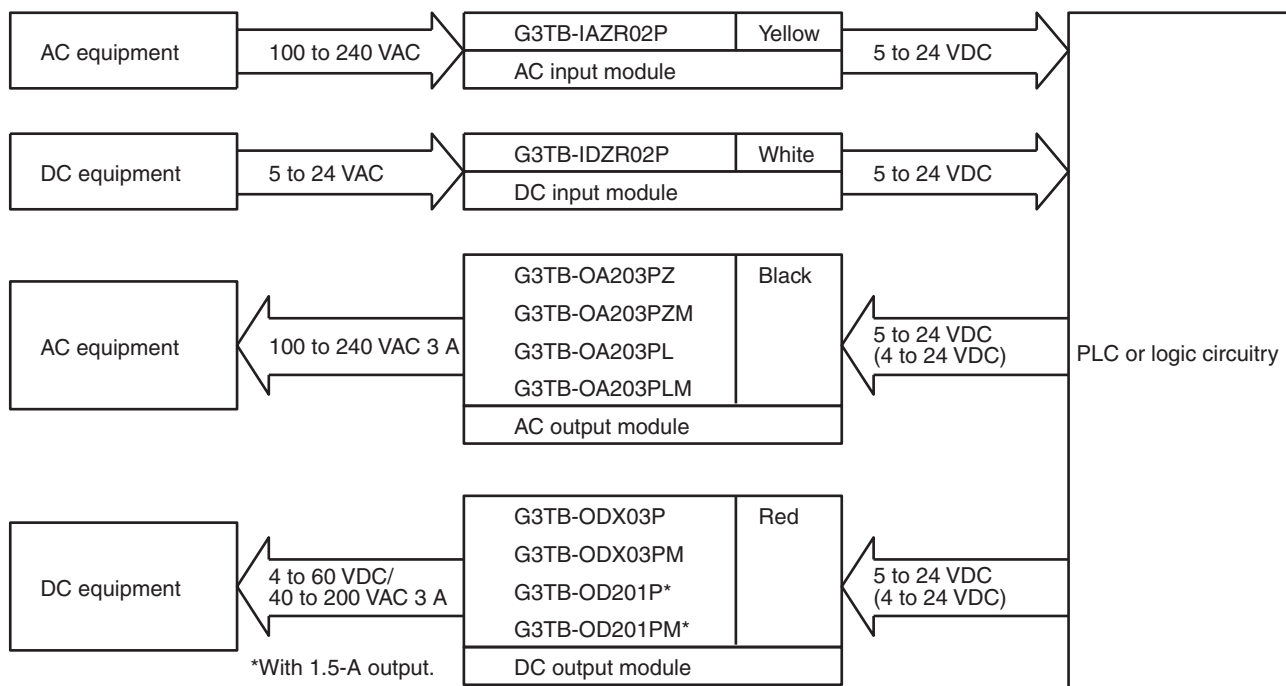 AC equipment
100 to 240 VAC
G3TB-IAZR02P
Yellow
AC input module
5 to 24 VDC
DC equipment
5 to 24 VAC
G3TB-IDZR02P
White
DC input module
5 to 24 VDC
AC equipment
100 to 240 VAC 3 A
G3TB-OA203PZ
G3TB-OA203PZM
G3TB-OA203PL
G3TB-OA203PLM
Black
AC output module
5 to 24 VDC
(4 to 24 VDC)
PLC or logic circuitry
DC equipment
4 to 60 VDC/
40 to 200 VAC 3 A
*With 1.5-A output.
G3TB-ODX03P
G3TB-ODX03PM
G3TB-OD201P*
G3TB-OD201PM*
Red
DC output module
5 to 24 VDC
(4 to 24 VDC)